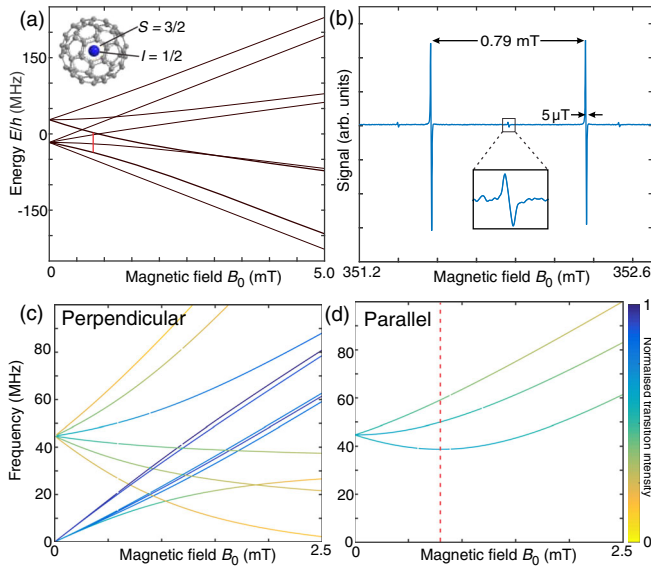 (a)
S = 3/2
I = 1/2
150
0
-150
Energy E/h (MHz)
0
Magnetic field B0 (mT)
5.0
(b)
0.79 mT
5 μT
Signal (arb. units)
351.2
Magnetic field B0 (mT)
352.6
(c)
Perpendicular
80
60
40
20
0
Frequency (MHz)
0
Magnetic field B0 (mT)
2.5
(d)
Parallel
80
60
40
20
0
0
Magnetic field B0 (mT)
2.5
1
Normalised transition intensity
0